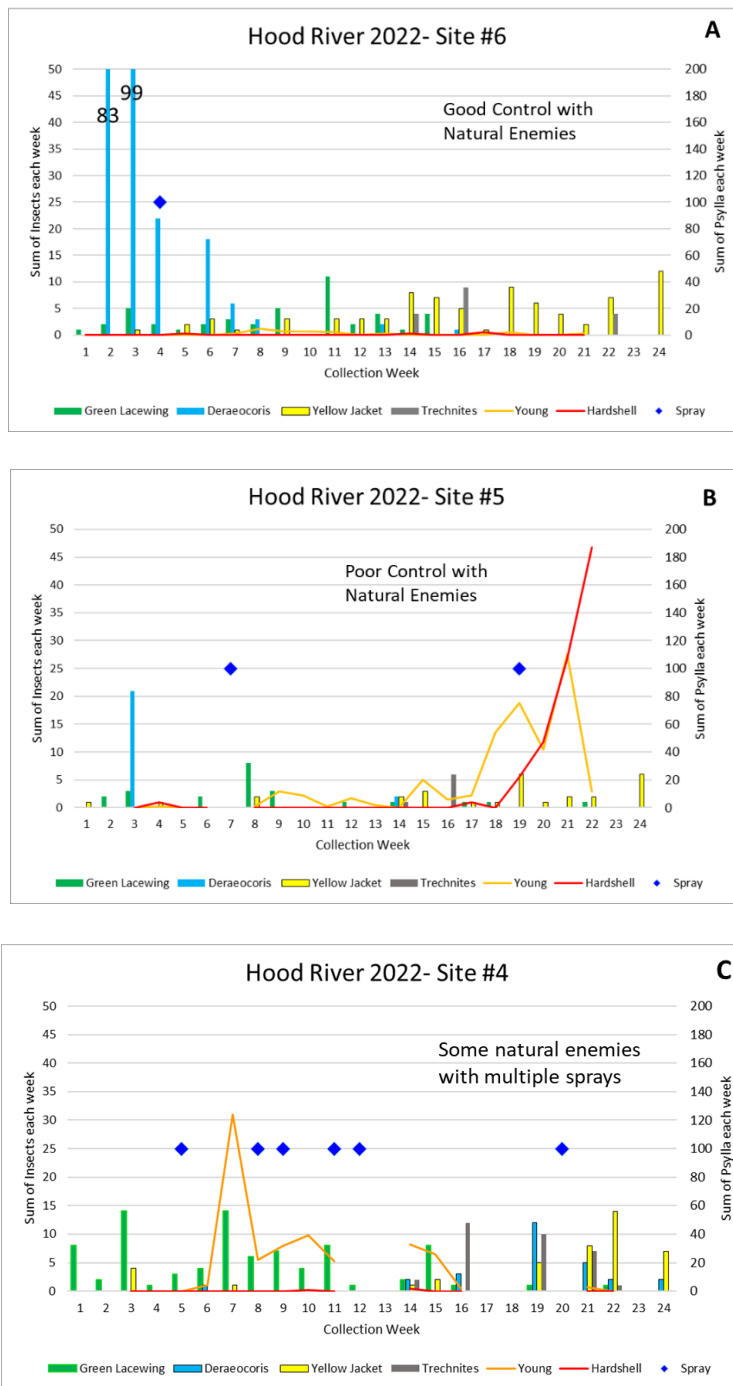 Hood River 2022- Site #6
A
50
45
40
35
30
25
20
15
10
5
0
200
180
160
140
120
100
80
60
40
20
0
83
99
Good Control with
Natural Enemies
Sum of Insects each week
Sum of Psylla each week
1 2 3 4 5 6 7 8 9 10 11 12 13 14 15 16 17 18 19 20 21 22 23 24
Collection Week
Green Lacewing Deraeocoris Yellow Jacket Trechnites Young Hardshell Spray
Hood River 2022- Site #5
B
50
45
40
35
30
25
20
15
10
5
0
200
180
160
140
120
100
80
60
40
20
0
Poor Control with
Natural Enemies
Sum of Insects each week
Sum of Psylla each week
1 2 3 4 5 6 7 8 9 10 11 12 13 14 15 16 17 18 19 20 21 22 23 24
Collection Week
Green Lacewing Deraeocoris Yellow Jacket Trechnites Young Hardshell Spray
Hood River 2022- Site #4
C
50
45
40
35
30
25
20
15
10
5
0
200
180
160
140
120
100
80
60
40
20
0
Some natural enemies
with multiple sprays
Sum of Insects each week
Sum of Psylla each week
1 2 3 4 5 6 7 8 9 10 11 12 13 14 15 16 17 18 19 20 21 22 23 24
Collection Week
Green Lacewing Deraeocoris Yellow Jacket Trechnites Young Hardshell Spray